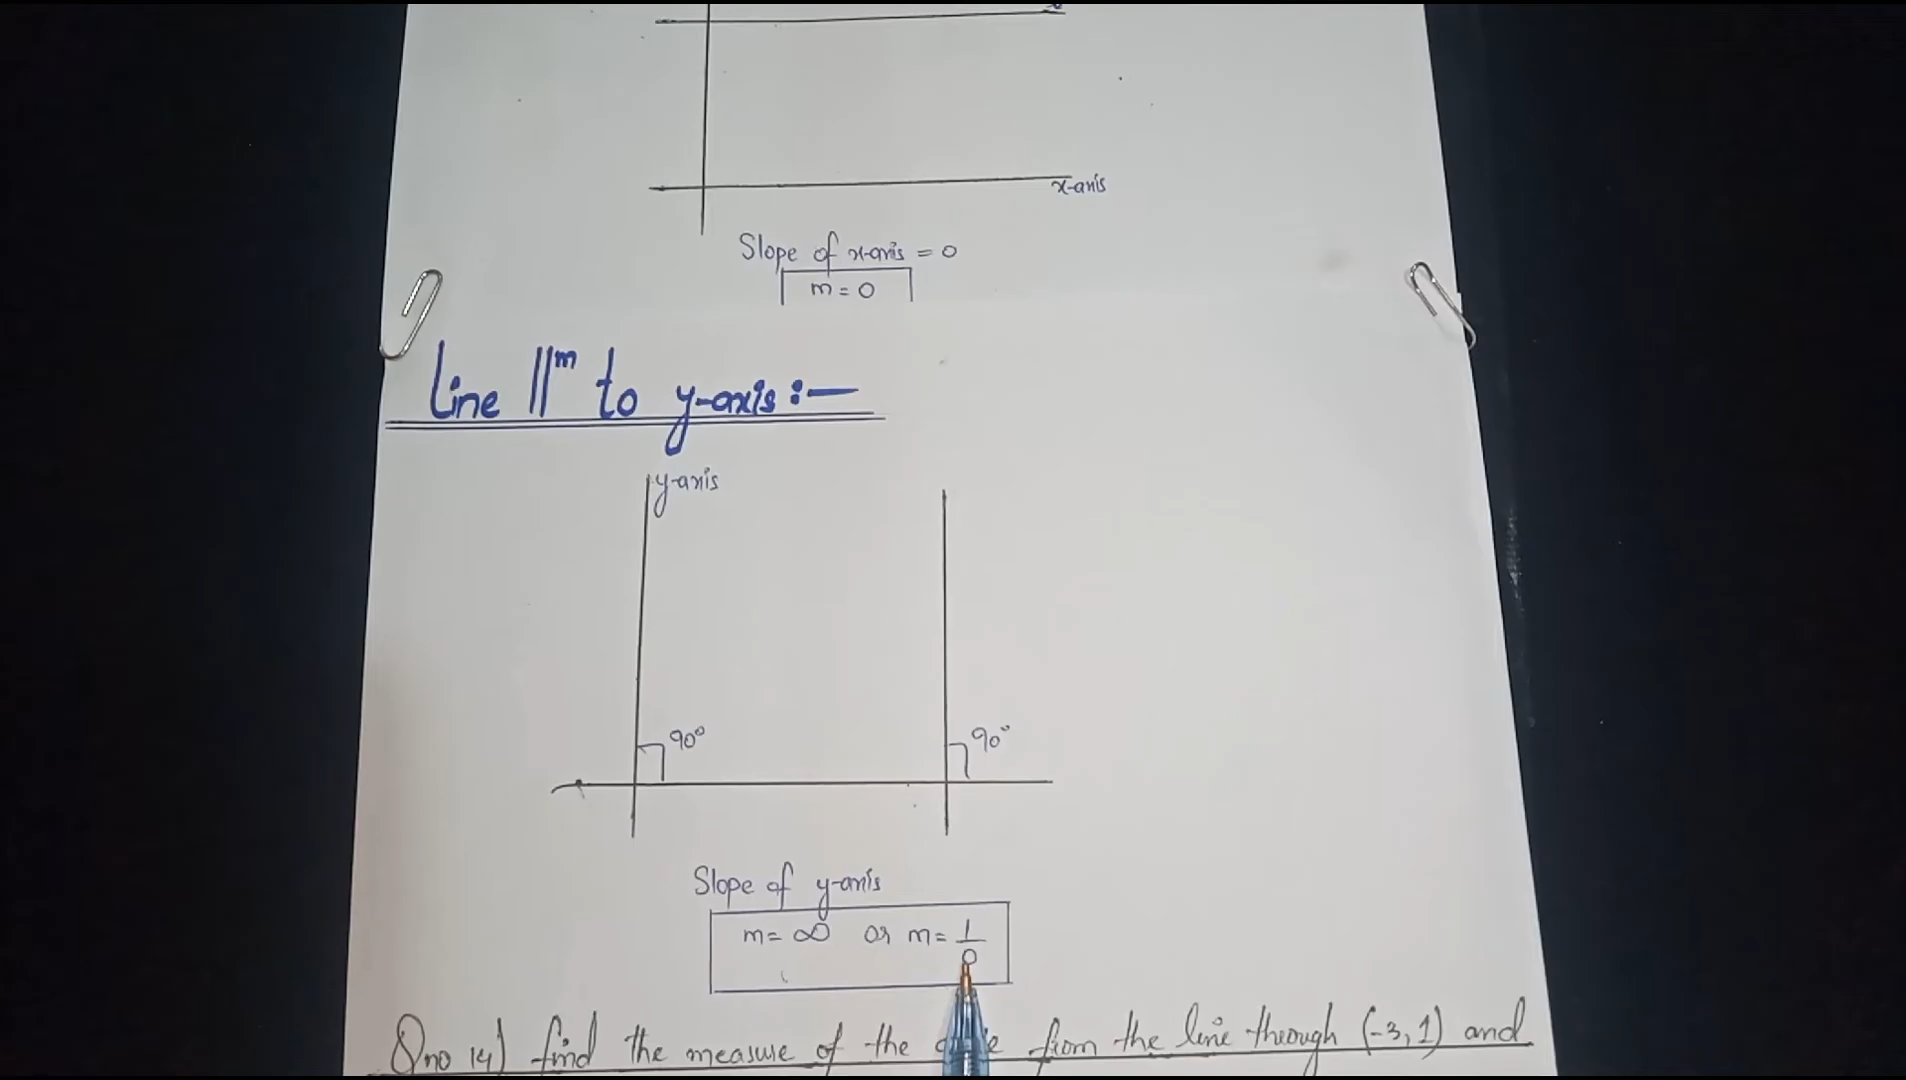 x-axis
Slope of x-axis = 0
m = 0
Line ||m to y-axis :—
y-axis
90° 90°
Slope of y-axis
m = ∞ or m = 1/0
Qno 14) find the measure of the from the line through (-3, 1) and